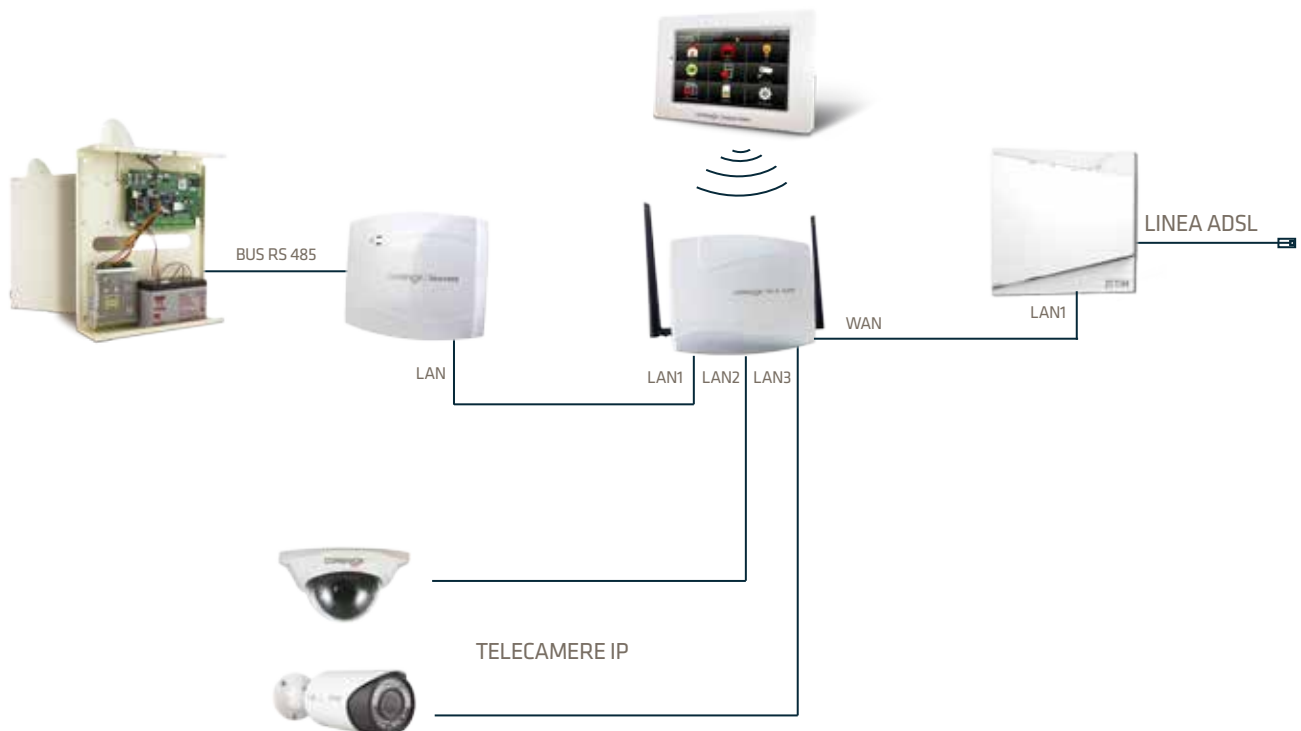 LINEA ADSL
BUS RS 485
WAN
LAN1
LAN
LAN1
LAN2
LAN3
TELECAMERE IP